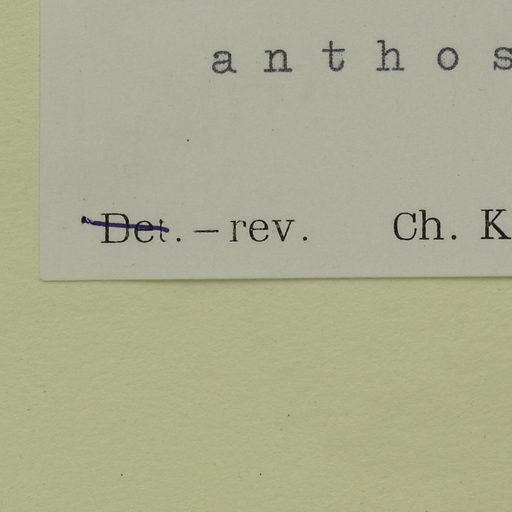 a n t h o s
Det. – rev. Ch. K